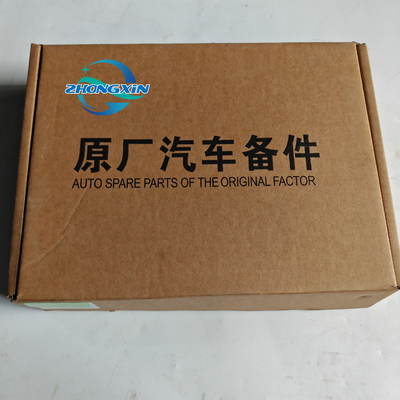 ZHONGXIN
原厂汽车备件
AUTO SPARE PARTS OF THE ORIGINAL FACTOR